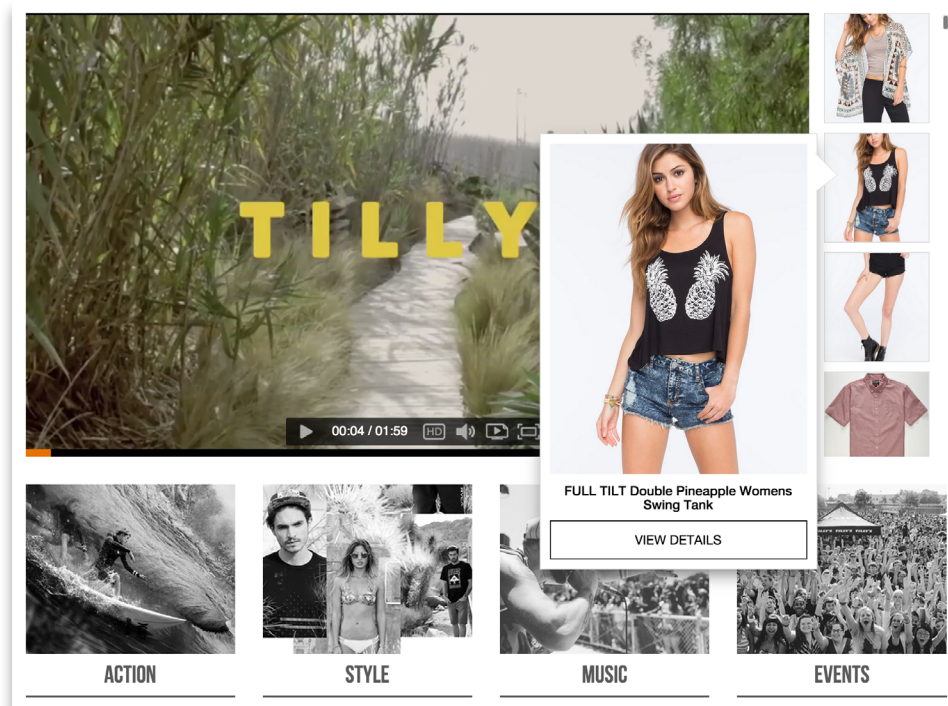 TILLY
00:04 / 01:59
HD
FULL TILT Double Pineapple Womens
Swing Tank
VIEW DETAILS
ACTION
STYLE
MUSIC
EVENTS